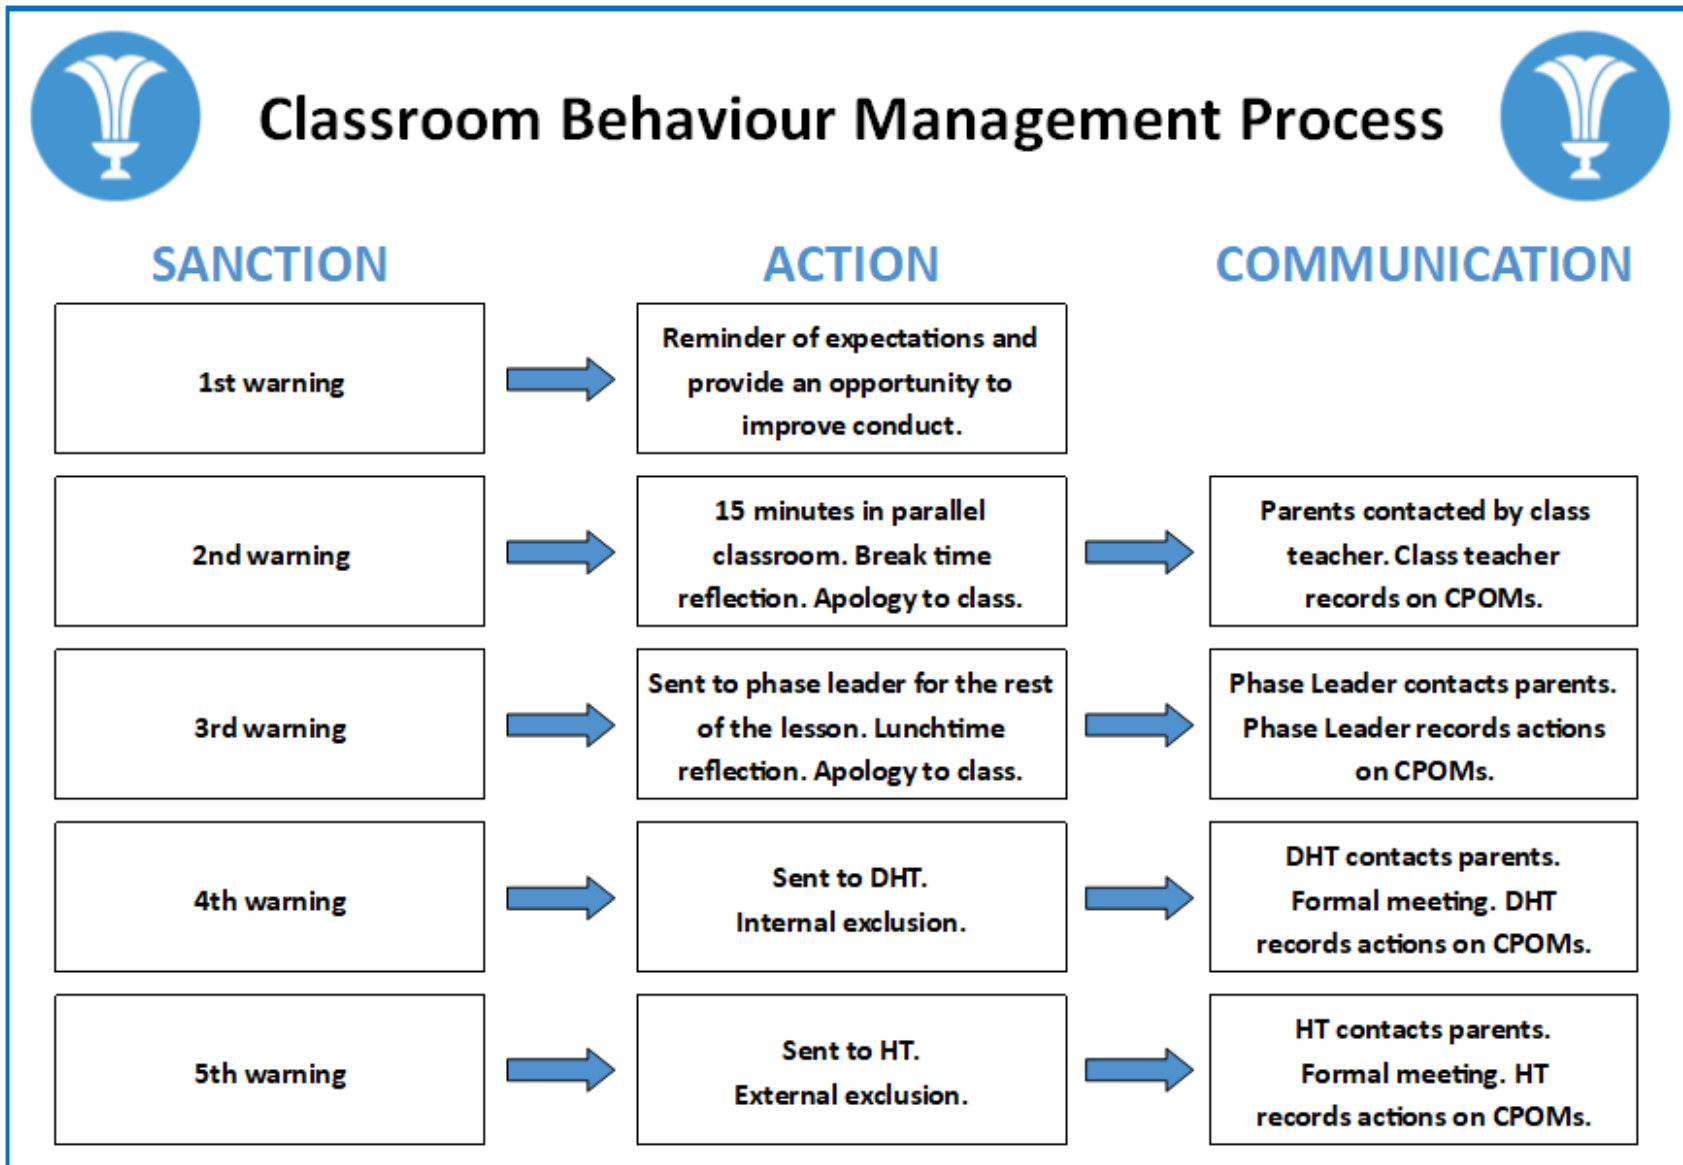 Classroom Behaviour Management Process
SANCTION
ACTION
COMMUNICATION
1st warning
Reminder of expectations and
provide an opportunity to
improve conduct.
2nd warning
15 minutes in parallel
classroom. Break time
reflection. Apology to class.
Parents contacted by class
teacher. Class teacher
records on CPOMs.
3rd warning
Sent to phase leader for the rest
of the lesson. Lunchtime
reflection. Apology to class.
Phase Leader contacts parents.
Phase Leader records actions
on CPOMs.
4th warning
Sent to DHT.
Internal exclusion.
DHT contacts parents.
Formal meeting. DHT
records actions on CPOMs.
5th warning
Sent to HT.
External exclusion.
HT contacts parents.
Formal meeting. HT
records actions on CPOMs.